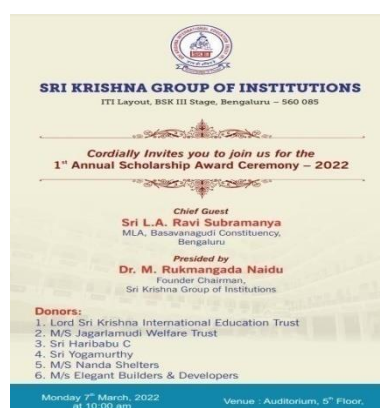 SRI KRISHNA GROUP OF INSTITUTIONS
ITI Layout, BSK III Stage, Bengaluru – 560 085
Cordially Invites you to join us for the
1st Annual Scholarship Award Ceremony – 2022
Chief Guest
Sri L.A. Ravi Subramanya
MLA, Basavanagudi Constituency,
Bengaluru
Presided by
Dr. M. Rukmangada Naidu
Founder Chairman,
Sri Krishna Group of Institutions
Donors:
1. Lord Sri Krishna International Education Trust
2. M/S Jagarlamudi Welfare Trust
3. Sri Haribabu C
4. Sri Yogamurthy
5. M/S Nanda Shelters
6. M/s Elegant Builders & Developers
Monday 7th March, 2022
at 10:00 am
Venue : Auditorium, 5th Floor,